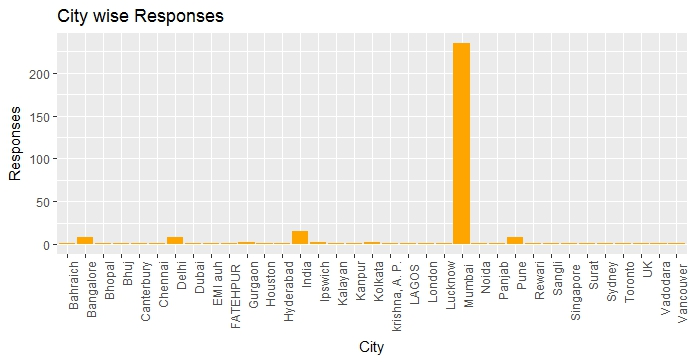 City wise Responses
200
150
100
50
0
Responses
Bahraich
Bangalore
Bhopal
Bhuj
Canterbury
Chennai
Delhi
Dubai
EMI auh
FATEHPUR
Gurgaon
Houston
Hyderabad
India
Ipswich
Kalayan
Kanpur
Kolkata
krishna, A. P.
LAGOS
London
Lucknow
Mumbai
Noida
Panjab
Pune
Rewari
Sangli
Singapore
Surat
Sydney
Toronto
UK
Vadodara
Vancouver
City